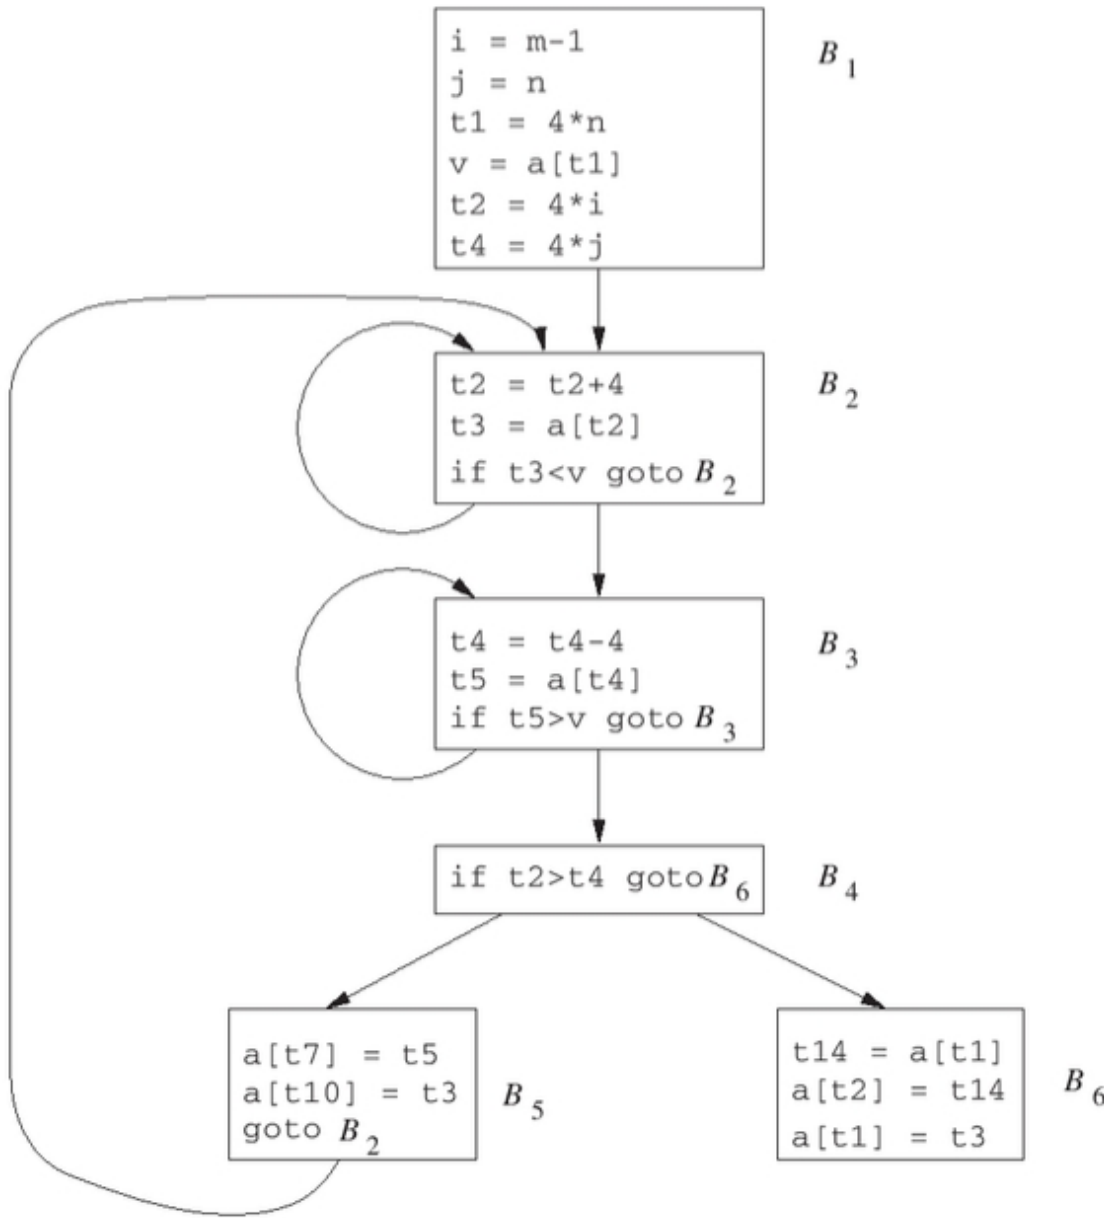 i = m-1
j = n
t1 = 4*n
v = a[t1]
t2 = 4*i
t4 = 4*j
B1
t2 = t2+4
t3 = a[t2]
if t3<v goto B2
B2
t4 = t4-4
t5 = a[t4]
if t5>v goto B3
B3
if t2>t4 goto B6
B4
a[t7] = t5
a[t10] = t3
goto B2
B5
t14 = a[t1]
a[t2] = t14
a[t1] = t3
B6